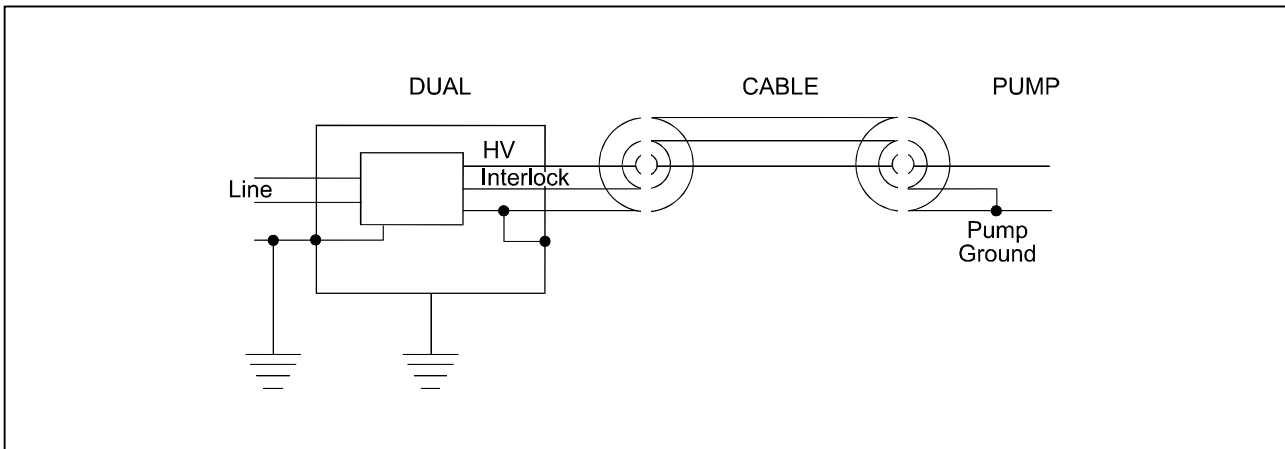 DUAL
CABLE
PUMP
HV
Interlock
Line
Pump
Ground